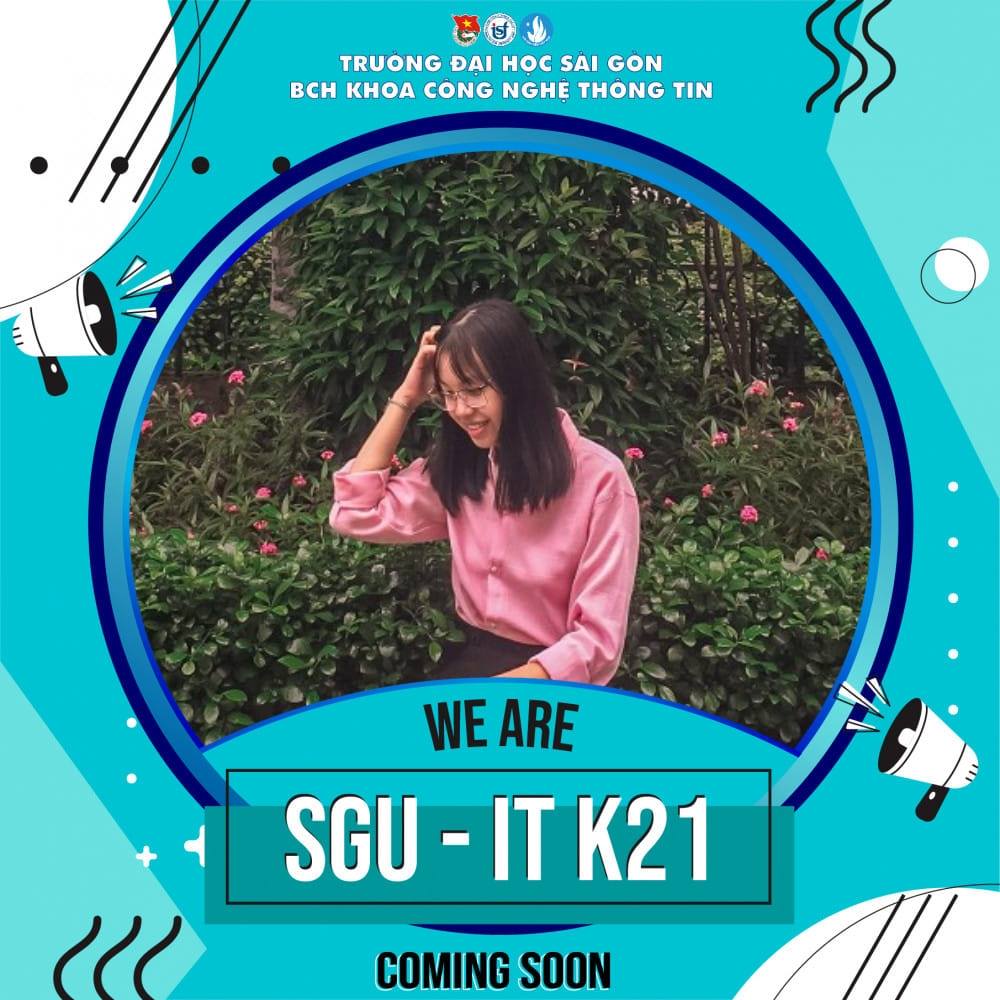 TRƯỜNG ĐẠI HỌC SÀI GÒN
BCH KHOA CÔNG NGHỆ THÔNG TIN
WE ARE
SGU - IT K21
COMING SOON